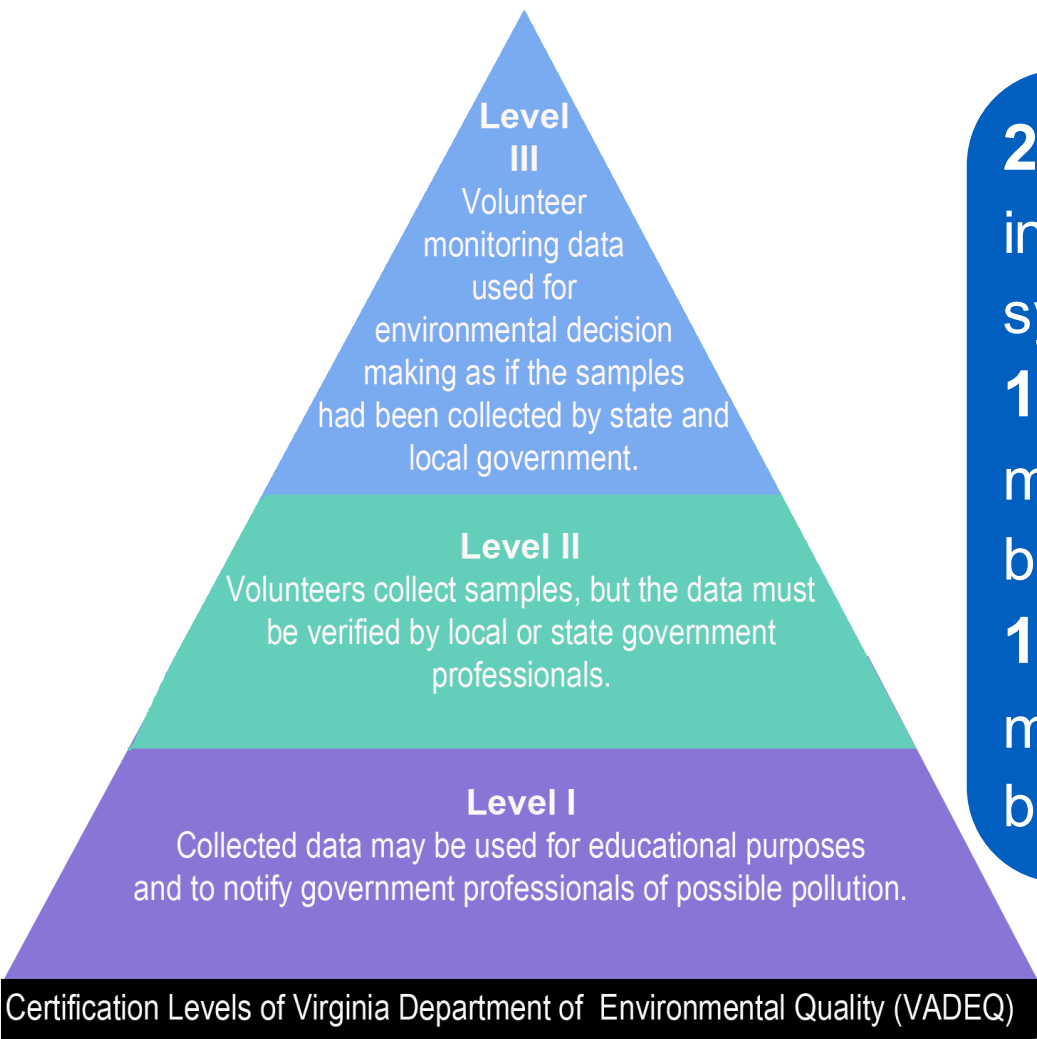 Level
III
Volunteer
monitoring data
used for
environmental decision
making as if the samples
had been collected by state and
local government.
Level II
Volunteers collect samples, but the data must
be verified by local or state government
professionals.
Level I
Collected data may be used for educational purposes
and to notify government professionals of possible pollution.
Certification Levels of Virginia Department of Environmental Quality (VADEQ)
2
1
1